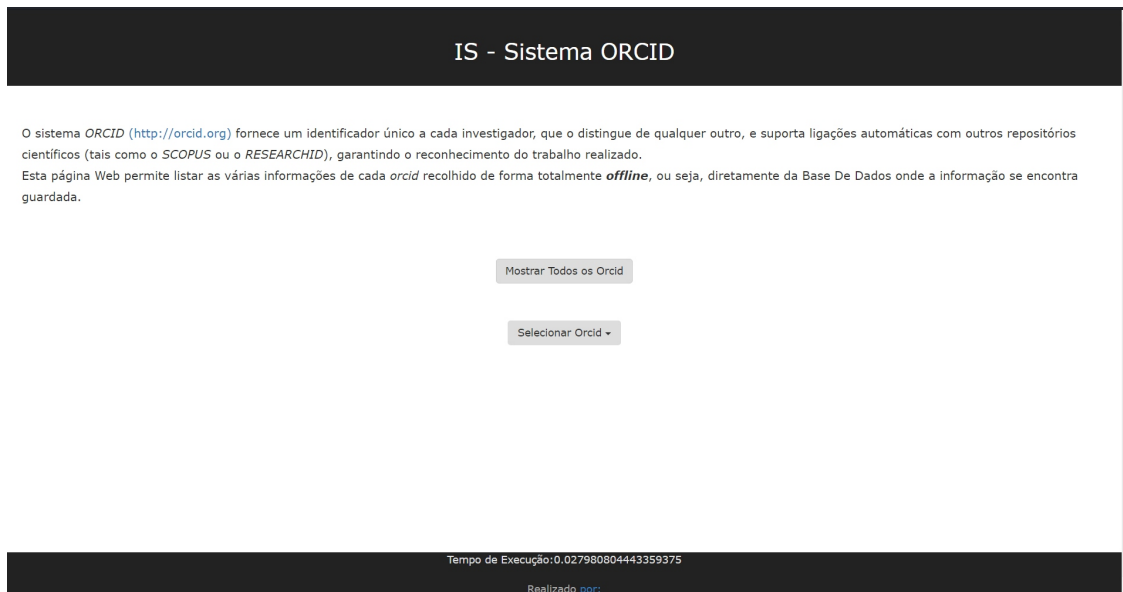 IS - Sistema ORCID
O sistema ORCID (http://orcid.org) fornece um identificador único a cada investigador, que o distingue de qualquer outro, e suporta ligações automáticas com outros repositórios
científicos (tais como o SCOPUS ou o RESEARCHID), garantindo o reconhecimento do trabalho realizado.
Esta página Web permite listar as várias informações de cada orcid recolhido de forma totalmente offline, ou seja, diretamente da Base De Dados onde a informação se encontra
guardada.
Mostrar Todos os Orcid
Selecionar Orcid
Tempo de Execução:0.027980804443359375
Realizado por: